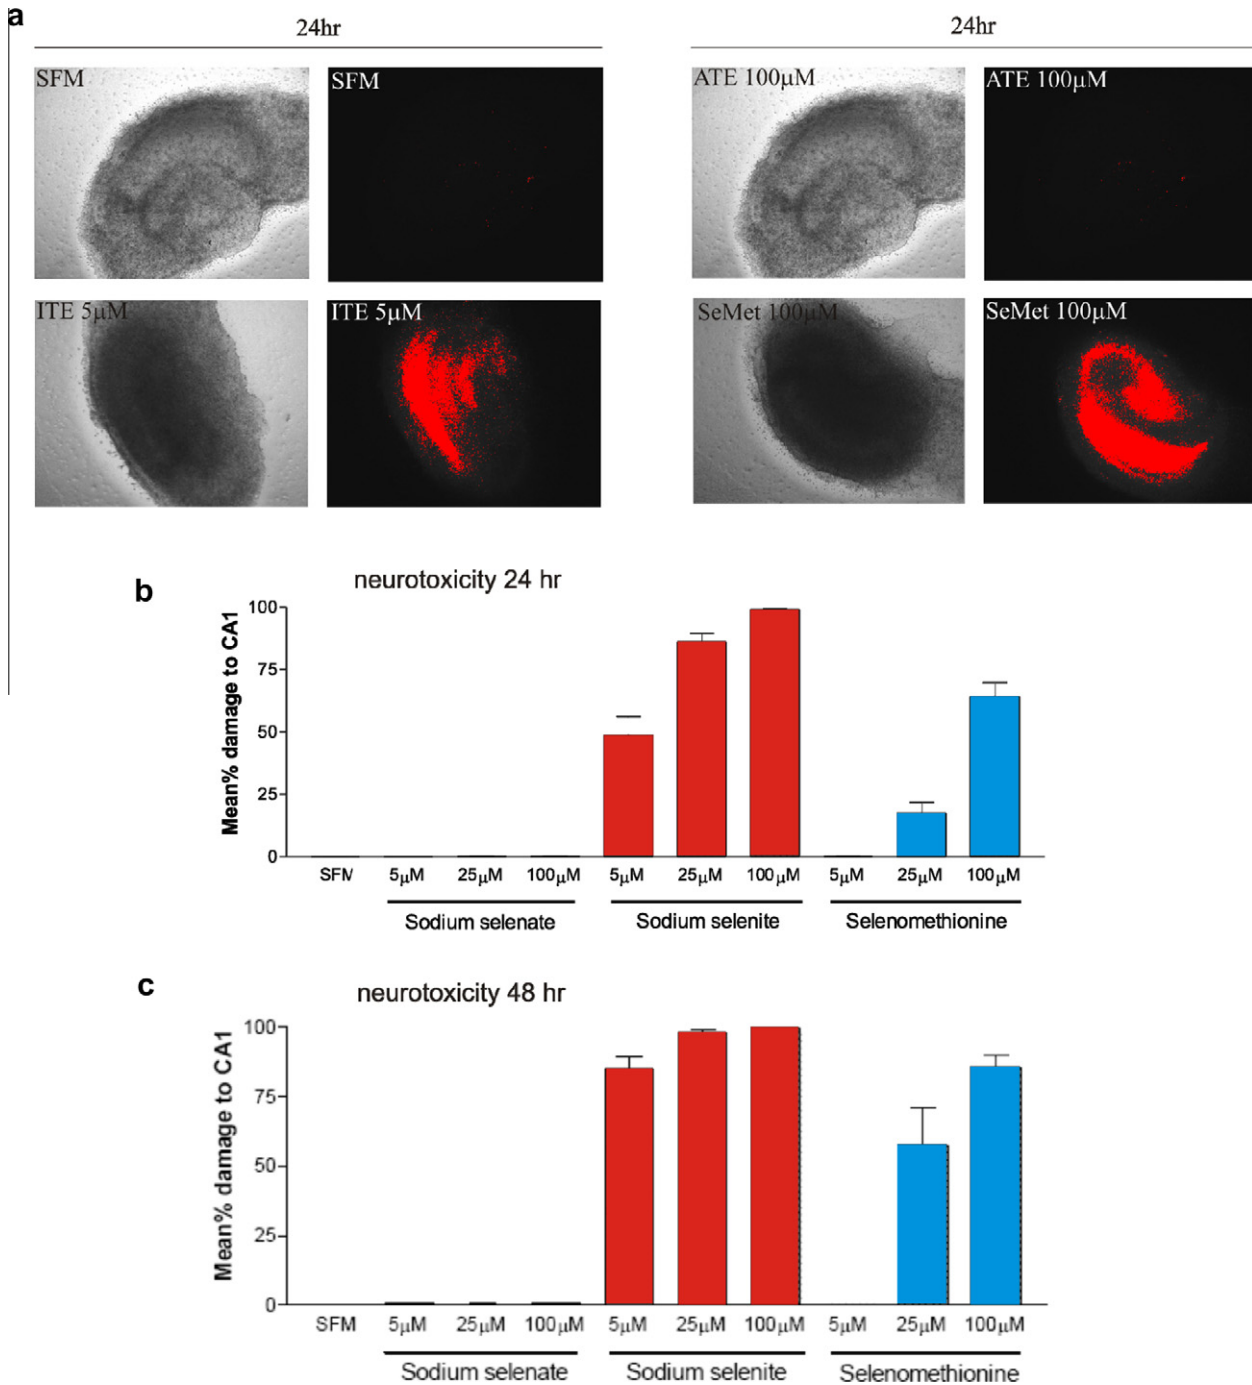 a
24hr
24hr
SFM
SFM
ATE 100μM
ATE 100μM
ITE 5μM
ITE 5μM
SeMet 100μM
SeMet 100μM
b
neurotoxicity 24 hr
Mean% damage to CA1
100
75
50
25
0
SFM 5μM 25μM 100μM 5μM 25μM 100μM 5μM 25μM 100μM
Sodium selenate Sodium selenite Selenomethionine
c
neurotoxicity 48 hr
Mean% damage to CA1
100
75
50
25
0
SFM 5μM 25μM 100μM 5μM 25μM 100μM 5μM 25μM 100μM
Sodium selenate Sodium selenite Selenomethionine